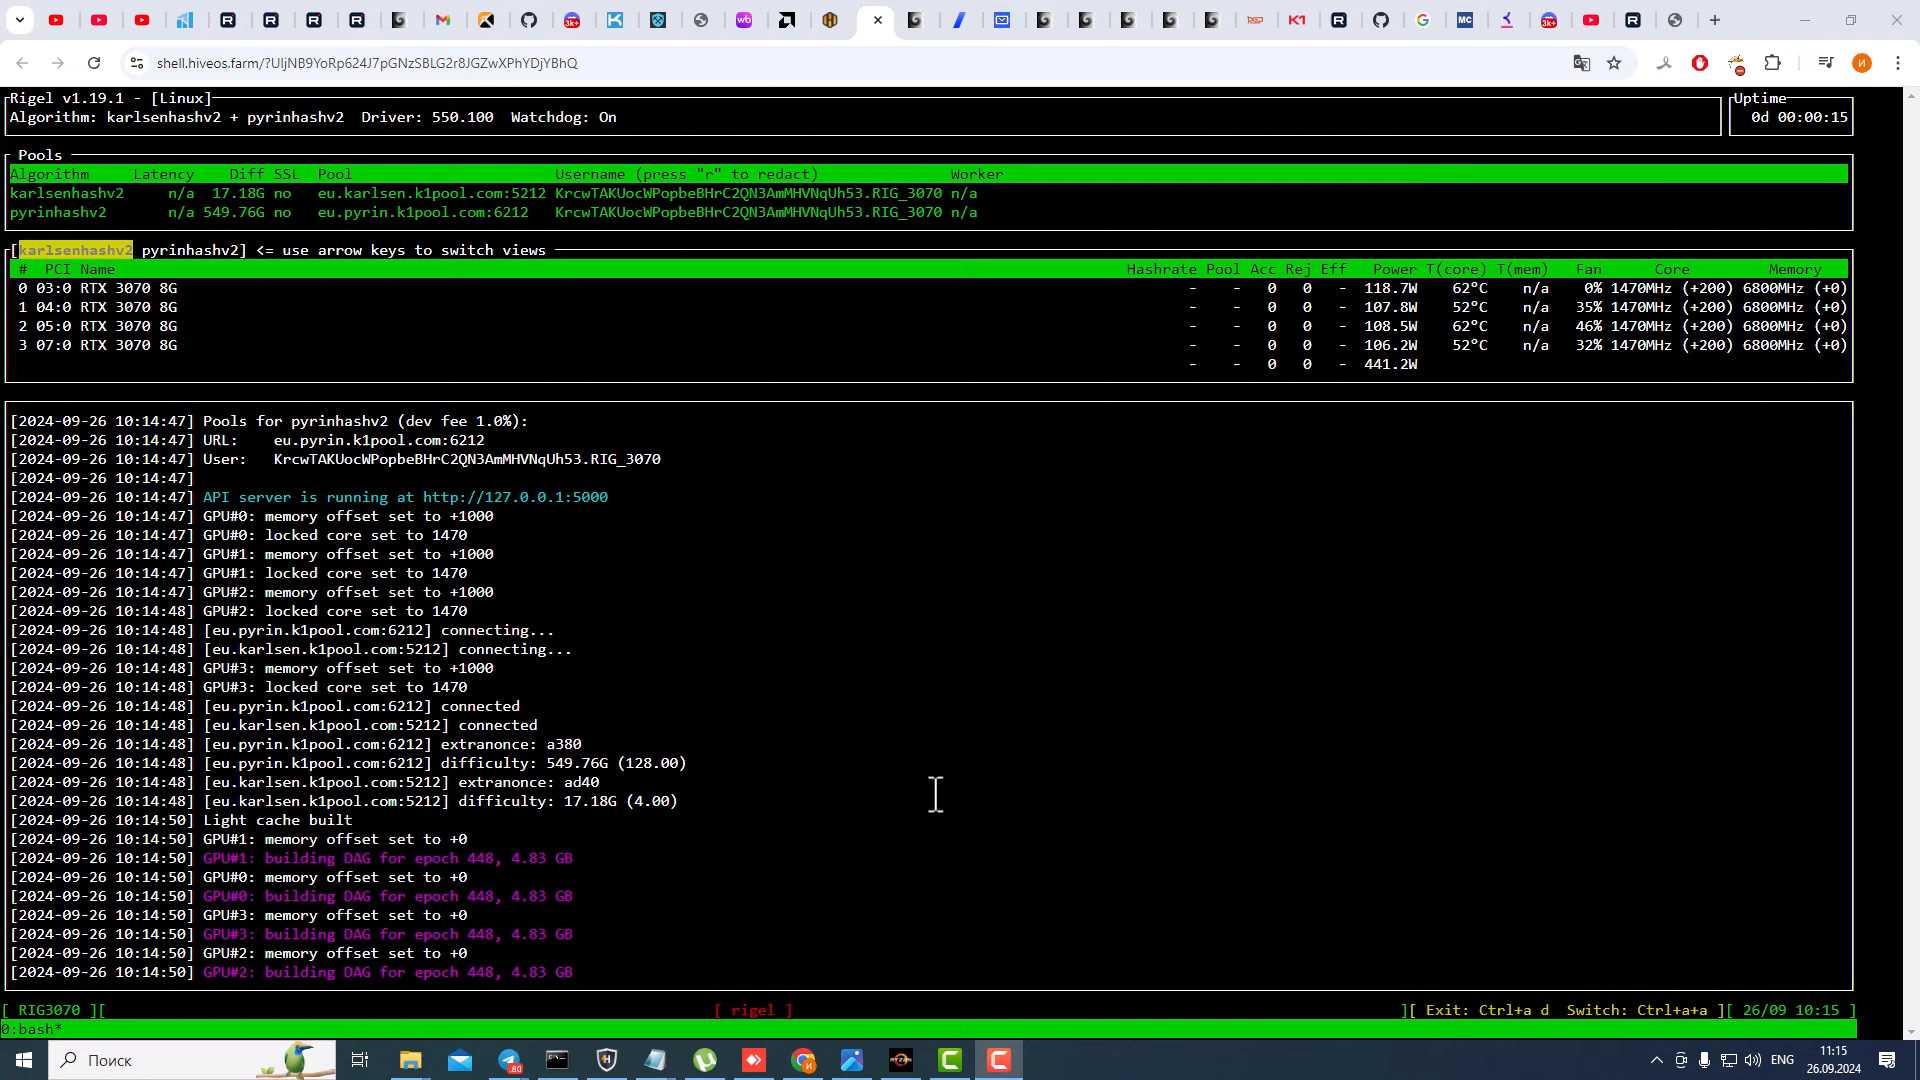 shell.hiveos.farm/?UIjNB9YoRp624J7pGNzSBLG2r8JGZwXPhYDjYBhQ
Rigel v1.19.1 - [Linux]
Uptime
Algorithm: karlsenhashv2 + pyrinhashv2 Driver: 550.100 Watchdog: On
0d 00:00:15
Pools
Algorithm Latency Diff SSL Pool Username (press "r" to redact) Worker
karlsenhashv2 n/a 17.18G no eu.karlsen.k1pool.com:5212 KrcwTAKUocWPopbeBHrC2QN3AmMHVNqUh53.RIG_3070 n/a
pyrinhashv2 n/a 549.76G no eu.pyrin.k1pool.com:6212 KrcwTAKUocWPopbeBHrC2QN3AmMHVNqUh53.RIG_3070 n/a
[karlsenhashv2 pyrinhashv2] <= use arrow keys to switch views
# PCI Name Hashrate Pool Acc Rej Eff Power T(core) T(mem) Fan Core Memory
0 03:0 RTX 3070 8G - - 0 0 - 118.7W 62°C n/a 0% 1470MHz (+200) 6800MHz (+0)
1 04:0 RTX 3070 8G - - 0 0 - 107.8W 52°C n/a 35% 1470MHz (+200) 6800MHz (+0)
2 05:0 RTX 3070 8G - - 0 0 - 108.5W 62°C n/a 46% 1470MHz (+200) 6800MHz (+0)
3 07:0 RTX 3070 8G - - 0 0 - 106.2W 52°C n/a 32% 1470MHz (+200) 6800MHz (+0)
- - 0 0 - 441.2W
[2024-09-26 10:14:47] Pools for pyrinhashv2 (dev fee 1.0%):
[2024-09-26 10:14:47] URL: eu.pyrin.k1pool.com:6212
[2024-09-26 10:14:47] User: KrcwTAKUocWPopbeBHrC2QN3AmMHVNqUh53.RIG_3070
[2024-09-26 10:14:47]
[2024-09-26 10:14:47] API server is running at http://127.0.0.1:5000
[2024-09-26 10:14:47] GPU#0: memory offset set to +1000
[2024-09-26 10:14:47] GPU#0: locked core set to 1470
[2024-09-26 10:14:47] GPU#1: memory offset set to +1000
[2024-09-26 10:14:47] GPU#1: locked core set to 1470
[2024-09-26 10:14:47] GPU#2: memory offset set to +1000
[2024-09-26 10:14:48] GPU#2: locked core set to 1470
[2024-09-26 10:14:48] [eu.pyrin.k1pool.com:6212] connecting...
[2024-09-26 10:14:48] [eu.karlsen.k1pool.com:5212] connecting...
[2024-09-26 10:14:48] GPU#3: memory offset set to +1000
[2024-09-26 10:14:48] GPU#3: locked core set to 1470
[2024-09-26 10:14:48] [eu.pyrin.k1pool.com:6212] connected
[2024-09-26 10:14:48] [eu.karlsen.k1pool.com:5212] connected
[2024-09-26 10:14:48] [eu.pyrin.k1pool.com:6212] extranonce: a380
[2024-09-26 10:14:48] [eu.pyrin.k1pool.com:6212] difficulty: 549.76G (128.00)
[2024-09-26 10:14:48] [eu.karlsen.k1pool.com:5212] extranonce: ad40
[2024-09-26 10:14:48] [eu.karlsen.k1pool.com:5212] difficulty: 17.18G (4.00)
[2024-09-26 10:14:50] Light cache built
[2024-09-26 10:14:50] GPU#1: memory offset set to +0
[2024-09-26 10:14:50] GPU#1: building DAG for epoch 448, 4.83 GB
[2024-09-26 10:14:50] GPU#0: memory offset set to +0
[2024-09-26 10:14:50] GPU#0: building DAG for epoch 448, 4.83 GB
[2024-09-26 10:14:50] GPU#3: memory offset set to +0
[2024-09-26 10:14:50] GPU#3: building DAG for epoch 448, 4.83 GB
[2024-09-26 10:14:50] GPU#2: memory offset set to +0
[2024-09-26 10:14:50] GPU#2: building DAG for epoch 448, 4.83 GB
[ RIG3070 ][ [ rigel ] ][ Exit: Ctrl+a d Switch: Ctrl+a+a ][ 26/09 10:15 ]
0:bash*
Поиск
ENG
11:15
26.09.2024